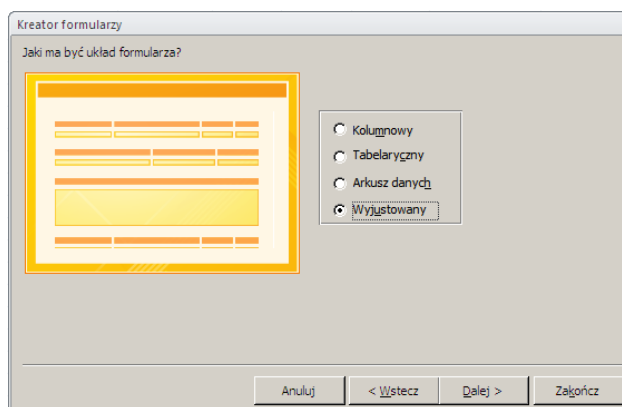 Kreator formularzy
Jaki ma być układ formularza?
Kolumnowy
Tabelaryczny
Arkusz danych
Wyjustowany
Anuluj
< Wstecz
Dalej >
Zakończ